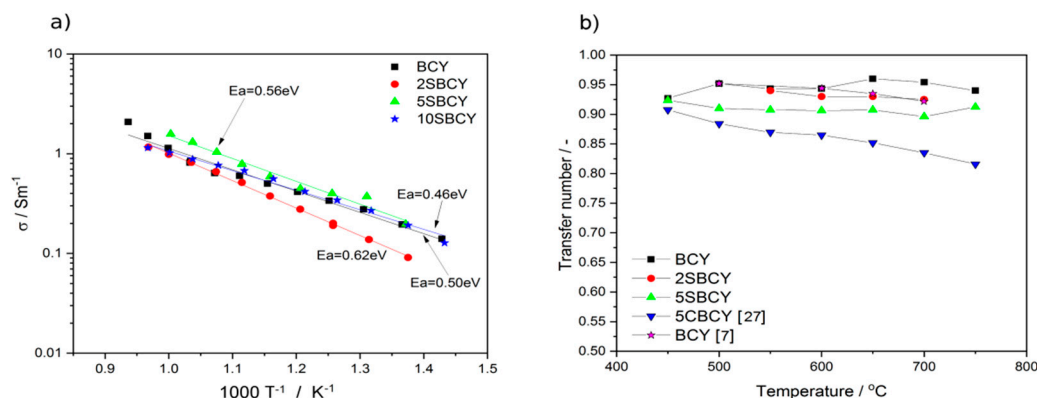 a)
10
1
0.1
0.01
σ / Sm⁻¹
BCY
2SBCY
5SBCY
10SBCY
Ea=0.56eV
Ea=0.46eV
Ea=0.62eV
Ea=0.50eV
0.9 1.0 1.1 1.2 1.3 1.4 1.5
1000 T⁻¹ / K⁻¹
b)
1.00
0.95
0.90
0.85
0.80
0.75
0.70
0.65
0.60
0.55
0.50
Transfer number / -
BCY
2SBCY
5SBCY
5CBCY [27]
BCY [7]
400 500 600 700 800
Temperature / °C